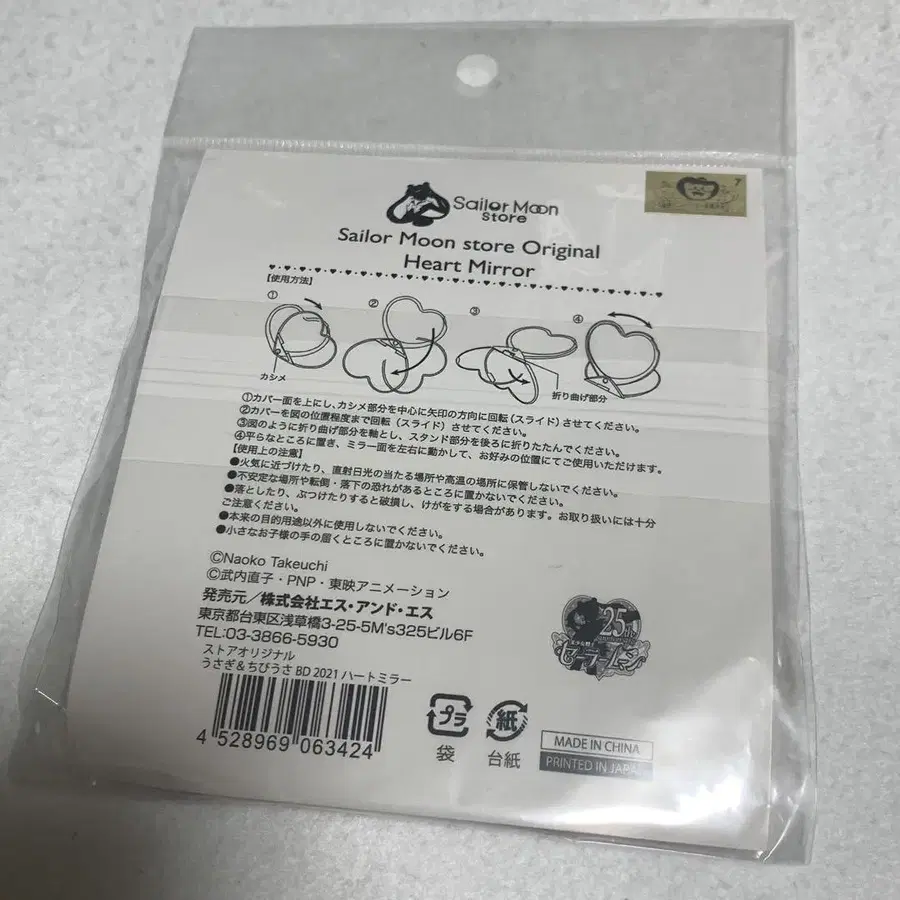 Sailor Moon
store
7
Sailor Moon store Original
Heart Mirror
【使用方法】
① ② ③ ④
カシメ
折り曲げ部分
①カバー面を上にし、カシメ部分を中心に矢印の方向に回転（スライド）させてください。
②カバーを図の位置程度まで回転（スライド）させてください。
③図のように折り曲げ部分を軸とし、スタンド部分を後ろに折りたたんでください。
④平らなところに置き、ミラー面を左右に動かして、お好みの位置にてご使用いただけます。
【使用上の注意】
●火気に近づけたり、直射日光の当たる場所や高温の場所に保管しないでください。
●不安定な場所や転倒・落下の恐れがあるところに置かないでください。
●落としたり、ぶつけたりすると破損し、けがをする場合があります。お取り扱いには十分
ご注意ください。
●本来の目的用途以外に使用しないでください。
●小さなお子様の手の届くところに置かないでください。
©Naoko Takeuchi
©武内直子・PNP・東映アニメーション
発売元／株式会社エス・アンド・エス
東京都台東区浅草橋3-25-5M's325ビル6F
TEL:03-3866-5930
ストアオリジナル
うさぎ&ちびうさ BD 2021 ハートミラー
4 528969 063424
プラ
袋
紙
台紙
25th
セーラームーン
MADE IN CHINA
PRINTED IN JAPAN